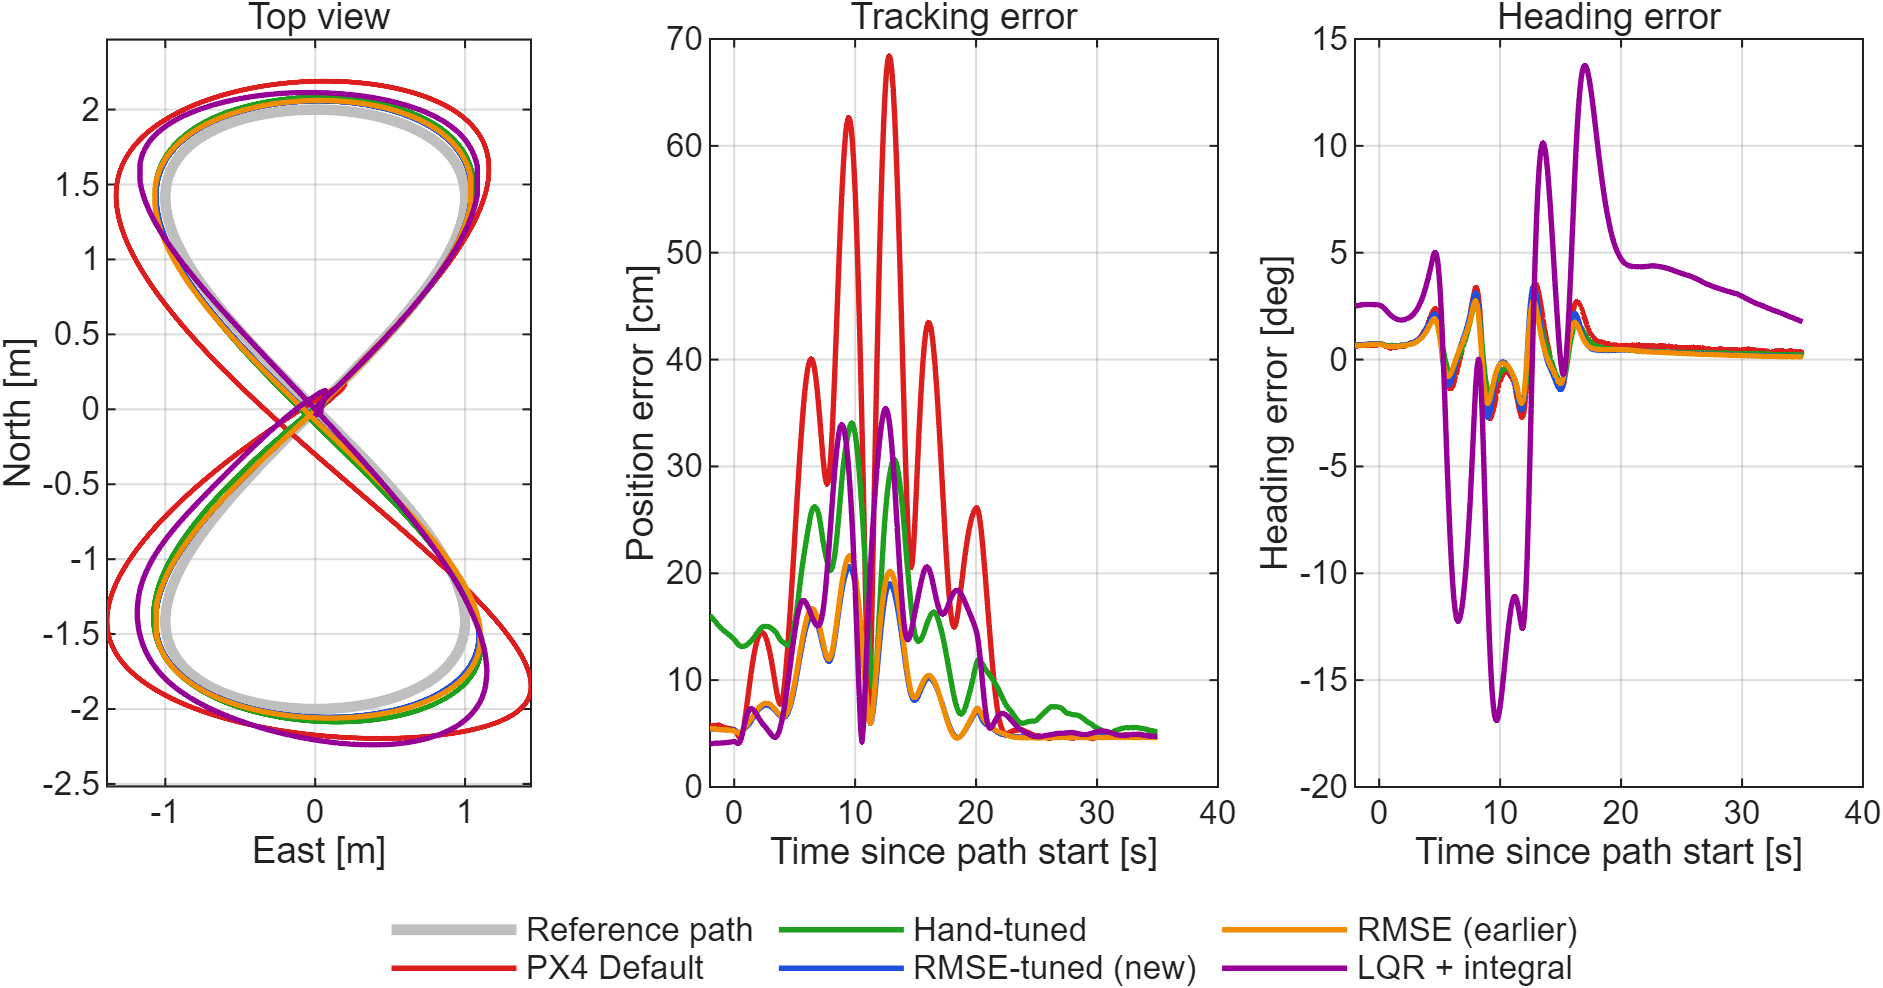 Top view
Tracking error
Heading error
2
1.5
1
0.5
0
-0.5
-1
-1.5
-2
-2.5
North [m]
-1
0
1
East [m]
70
60
50
40
30
20
10
0
Position error [cm]
0
10
20
30
40
Time since path start [s]
15
10
5
0
-5
-10
-15
-20
Heading error [deg]
0
10
20
30
40
Time since path start [s]
Reference path
PX4 Default
Hand-tuned
RMSE-tuned (new)
RMSE (earlier)
LQR + integral